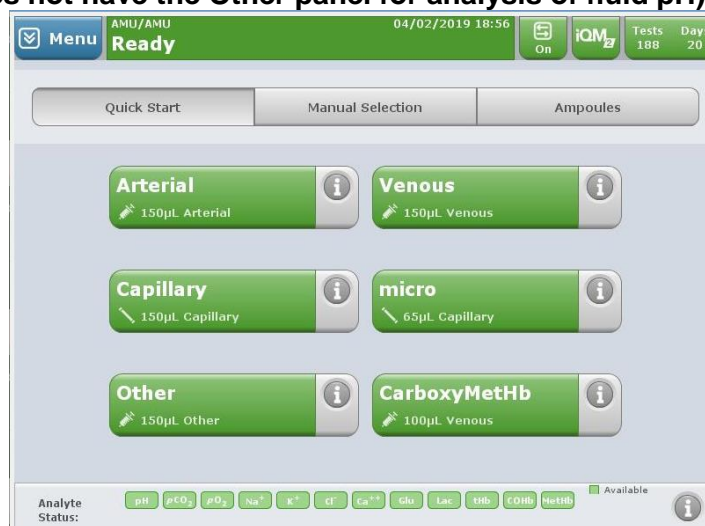 s not have the Other panel for analysis of fluid pH)
Menu
AMU/AMU
Ready
04/02/2019 18:56
On
iQM2
Tests
188
Day
20
Quick Start
Manual Selection
Ampoules
Arterial
150µL Arterial
Venous
150µL Venous
Capillary
150µL Capillary
micro
65µL Capillary
Other
150µL Other
CarboxyMetHb
100µL Venous
Analyte
Status:
pH pCO₂ pO₂ Na⁺ K⁺ Cl⁻ Ca⁺⁺ Glu Lac tHb COHb MetHb
Available